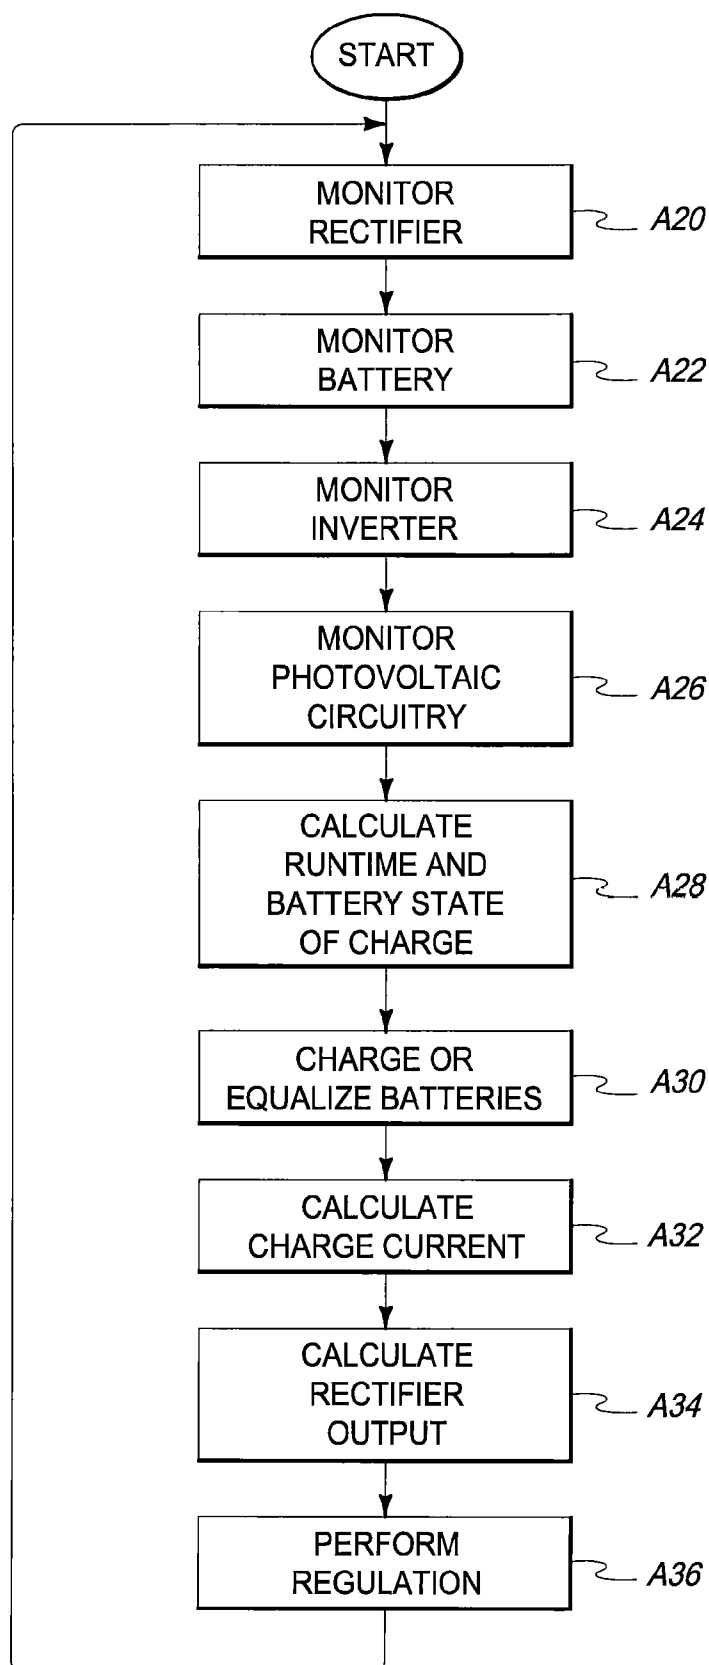 START
MONITOR
RECTIFIER
A20
MONITOR
BATTERY
A22
MONITOR
INVERTER
A24
MONITOR
PHOTOVOLTAIC
CIRCUITRY
A26
CALCULATE
RUNTIME AND
BATTERY STATE
OF CHARGE
A28
CHARGE OR
EQUALIZE BATTERIES
A30
CALCULATE
CHARGE CURRENT
A32
CALCULATE
RECTIFIER
OUTPUT
A34
PERFORM
REGULATION
A36